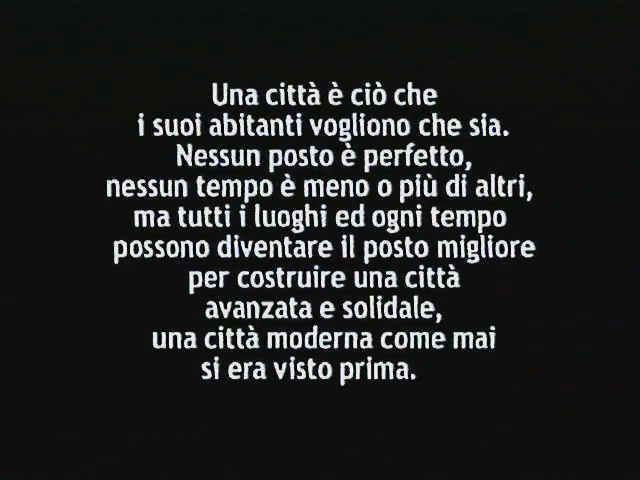 Una città è ciò che
i suoi abitanti vogliono che sia.
Nessun posto è perfetto,
nessun tempo è meno o più di altri,
ma tutti i luoghi ed ogni tempo
possono diventare il posto migliore
per costruire una città
avanzata e solidale,
una città moderna come mai
si era visto prima.